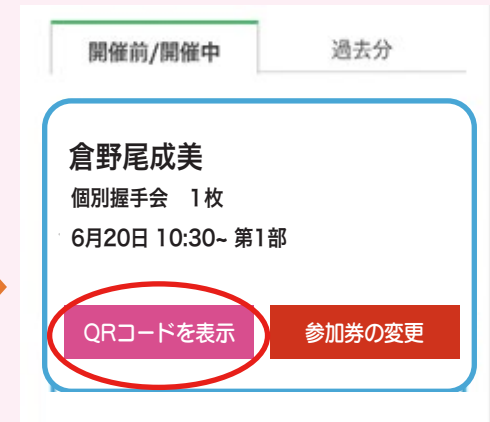 開催前/開催中
過去分
倉野尾成美
個別握手会　1枚
6月20日 10:30~ 第1部
QRコードを表示
参加券の変更